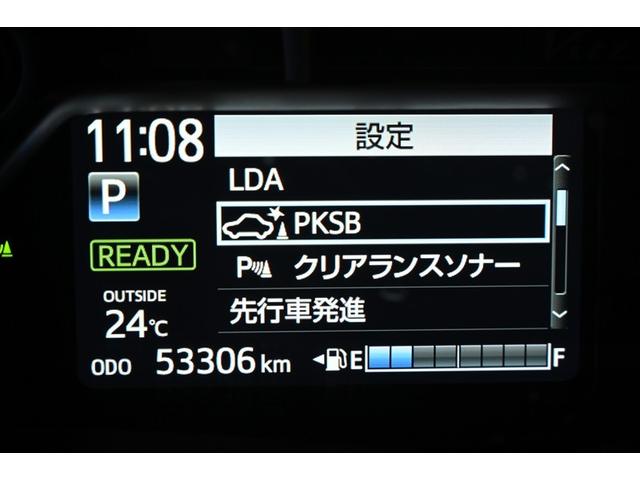 11:08
設定
P
LDA
PKSB
READY
P クリアランスソナー
OUTSIDE
24℃
先行車発進
ODO 53306 km
E F